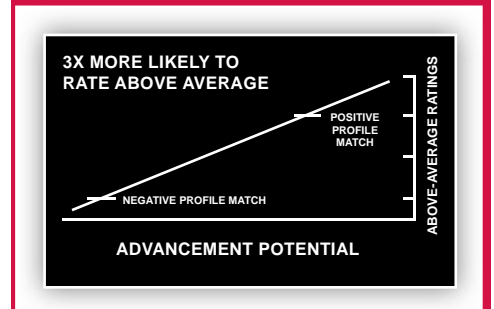 3X MORE LIKELY TO
RATE ABOVE AVERAGE
POSITIVE
PROFILE
MATCH
NEGATIVE PROFILE MATCH
ABOVE-AVERAGE RATINGS
ADVANCEMENT POTENTIAL